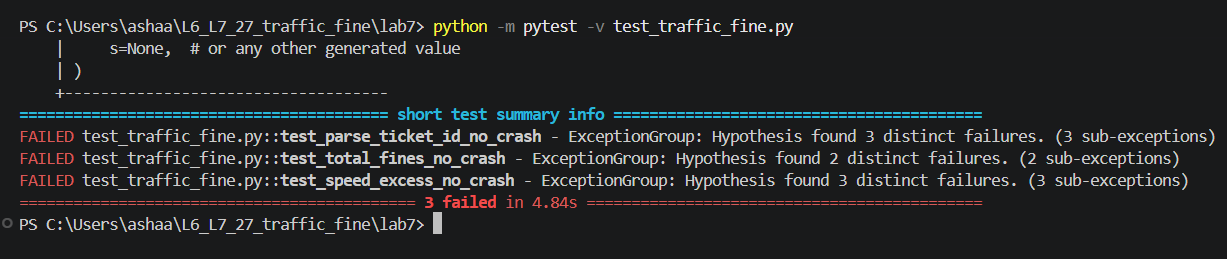 PS C:\Users\ashaa\L6_L7_27_traffic_fine\lab7> python -m pytest -v test_traffic_fine.py
    |     s=None,  # or any other generated value
    | )
    +------------------------------------
======================================== short test summary info ========================================
FAILED test_traffic_fine.py::test_parse_ticket_id_no_crash - ExceptionGroup: Hypothesis found 3 distinct failures. (3 sub-exceptions)
FAILED test_traffic_fine.py::test_total_fines_no_crash - ExceptionGroup: Hypothesis found 2 distinct failures. (2 sub-exceptions)
FAILED test_traffic_fine.py::test_speed_excess_no_crash - ExceptionGroup: Hypothesis found 3 distinct failures. (3 sub-exceptions)
=========================================== 3 failed in 4.84s ===========================================
PS C:\Users\ashaa\L6_L7_27_traffic_fine\lab7>